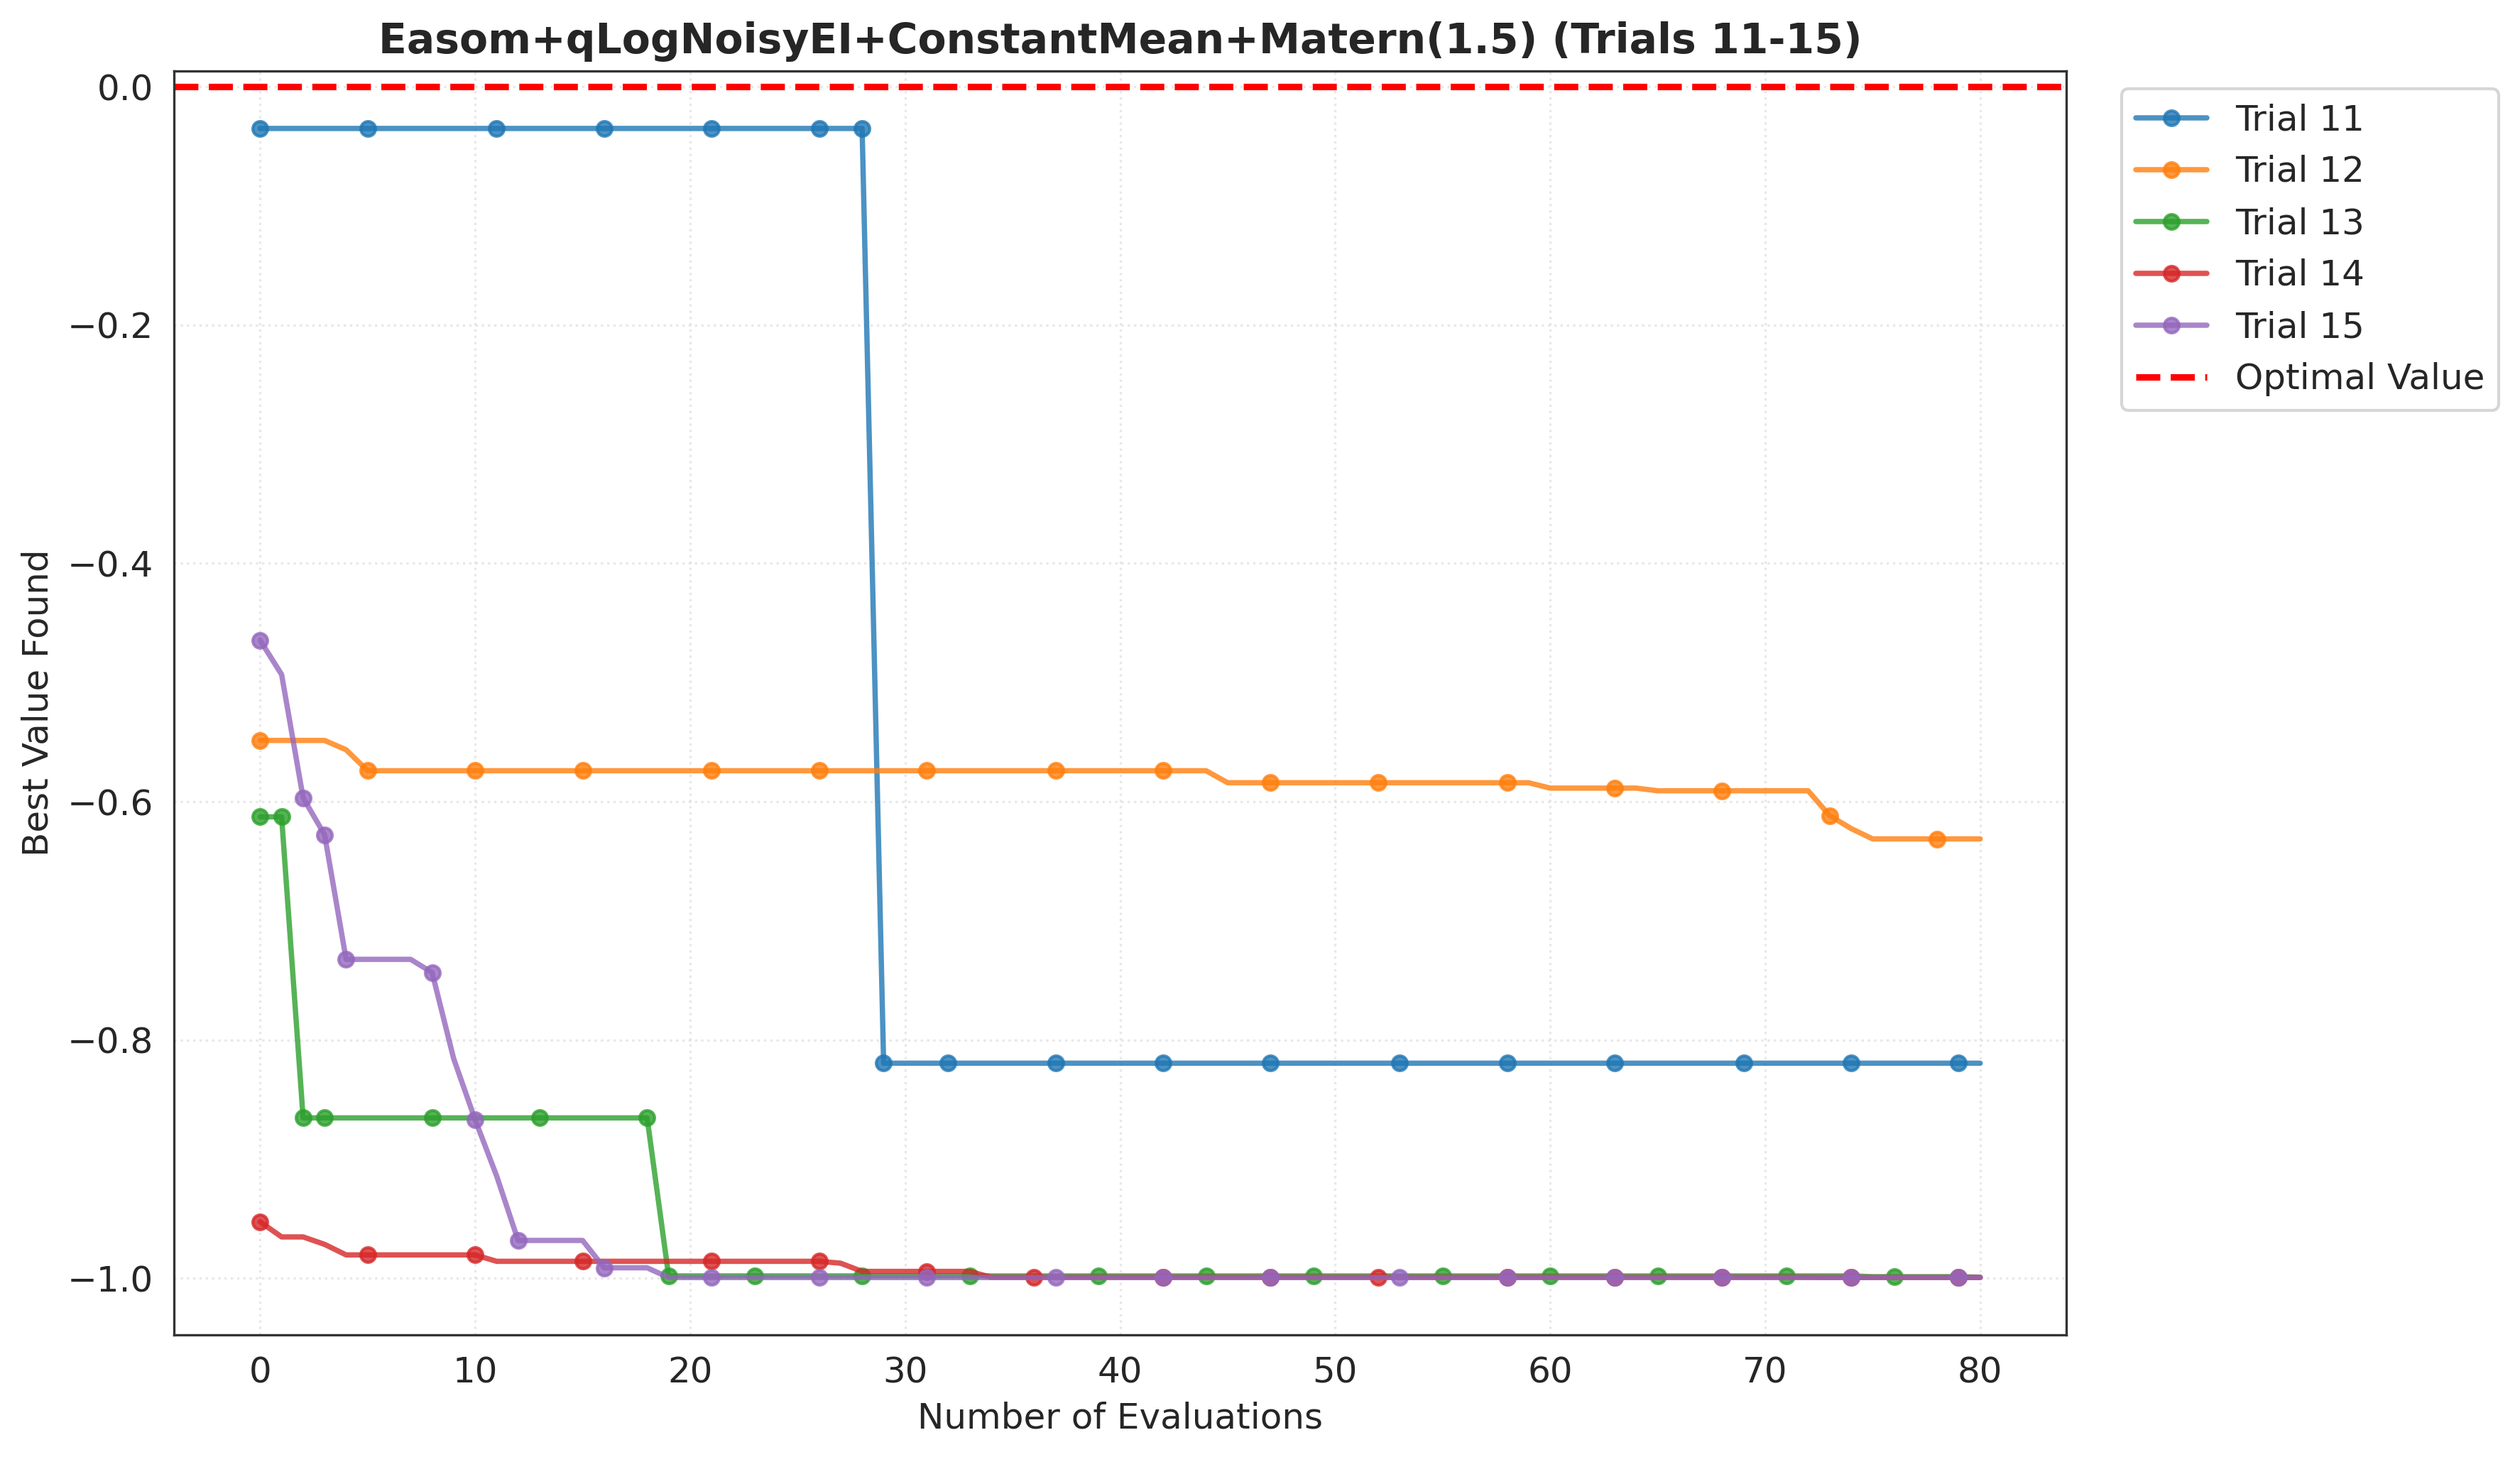 Easom+qLogNoisyEI+ConstantMean+Matern(1.5) (Trials 11-15)
Best Value Found
0.0
−0.2
−0.4
−0.6
−0.8
−1.0
0 10 20 30 40 50 60 70 80
Number of Evaluations
Trial 11
Trial 12
Trial 13
Trial 14
Trial 15
Optimal Value